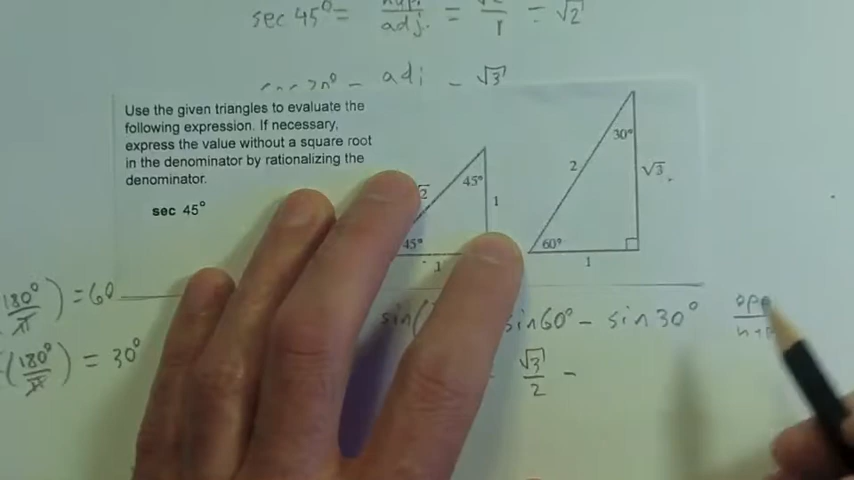 sec 45° = hyp. / adj. = √2 / 1 = √2
30° = adj = √3
Use the given triangles to evaluate the
following expression. If necessary,
express the value without a square root
in the denominator by rationalizing the
denominator.
sec 45°
45°
1
45°
1
30°
2
√3
60°
1
180° / π ) = 60
sin( sin60° − sin30°
opp
( 180° / π ) = 30°
√3 / 2 −